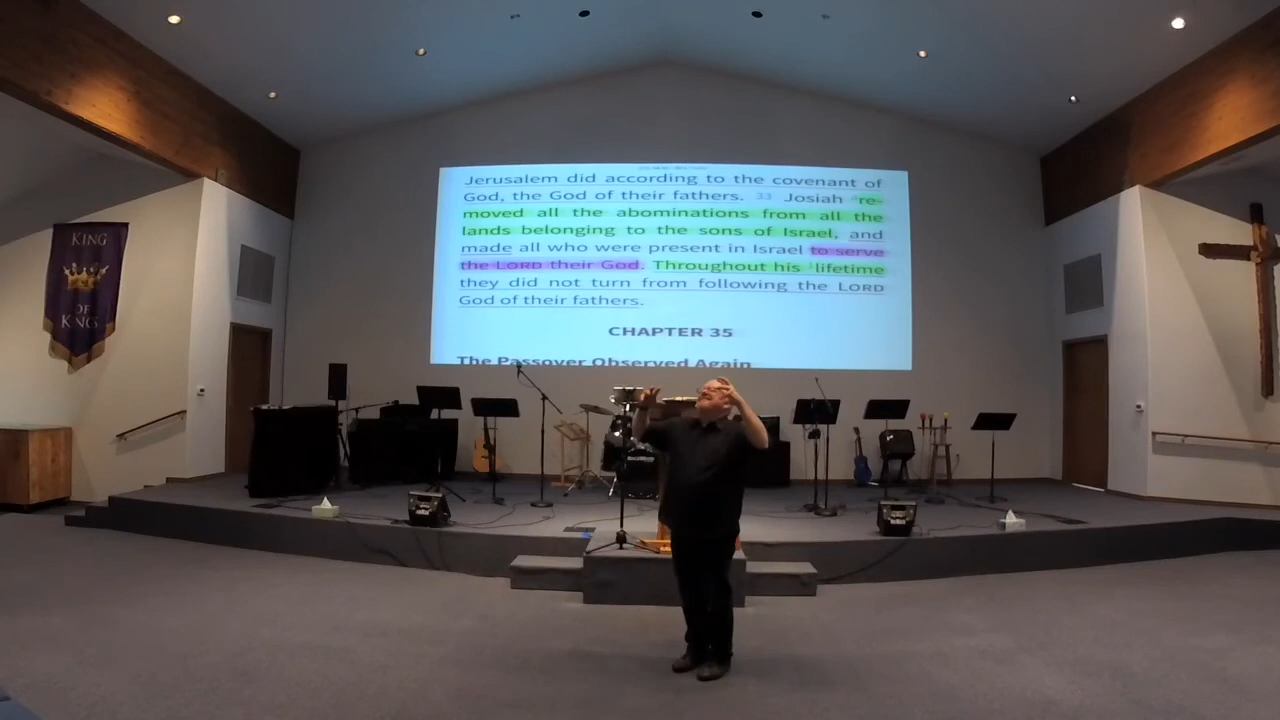 Jerusalem did according to the covenant of
God, the God of their fathers. 33 Josiah re-
moved all the abominations from all the
lands belonging to the sons of Israel, and
made all who were present in Israel to serve
the LORD their God. Throughout his lifetime
they did not turn from following the LORD
God of their fathers.
CHAPTER 35
The Passover Observed Again
KING
OF
KINGS